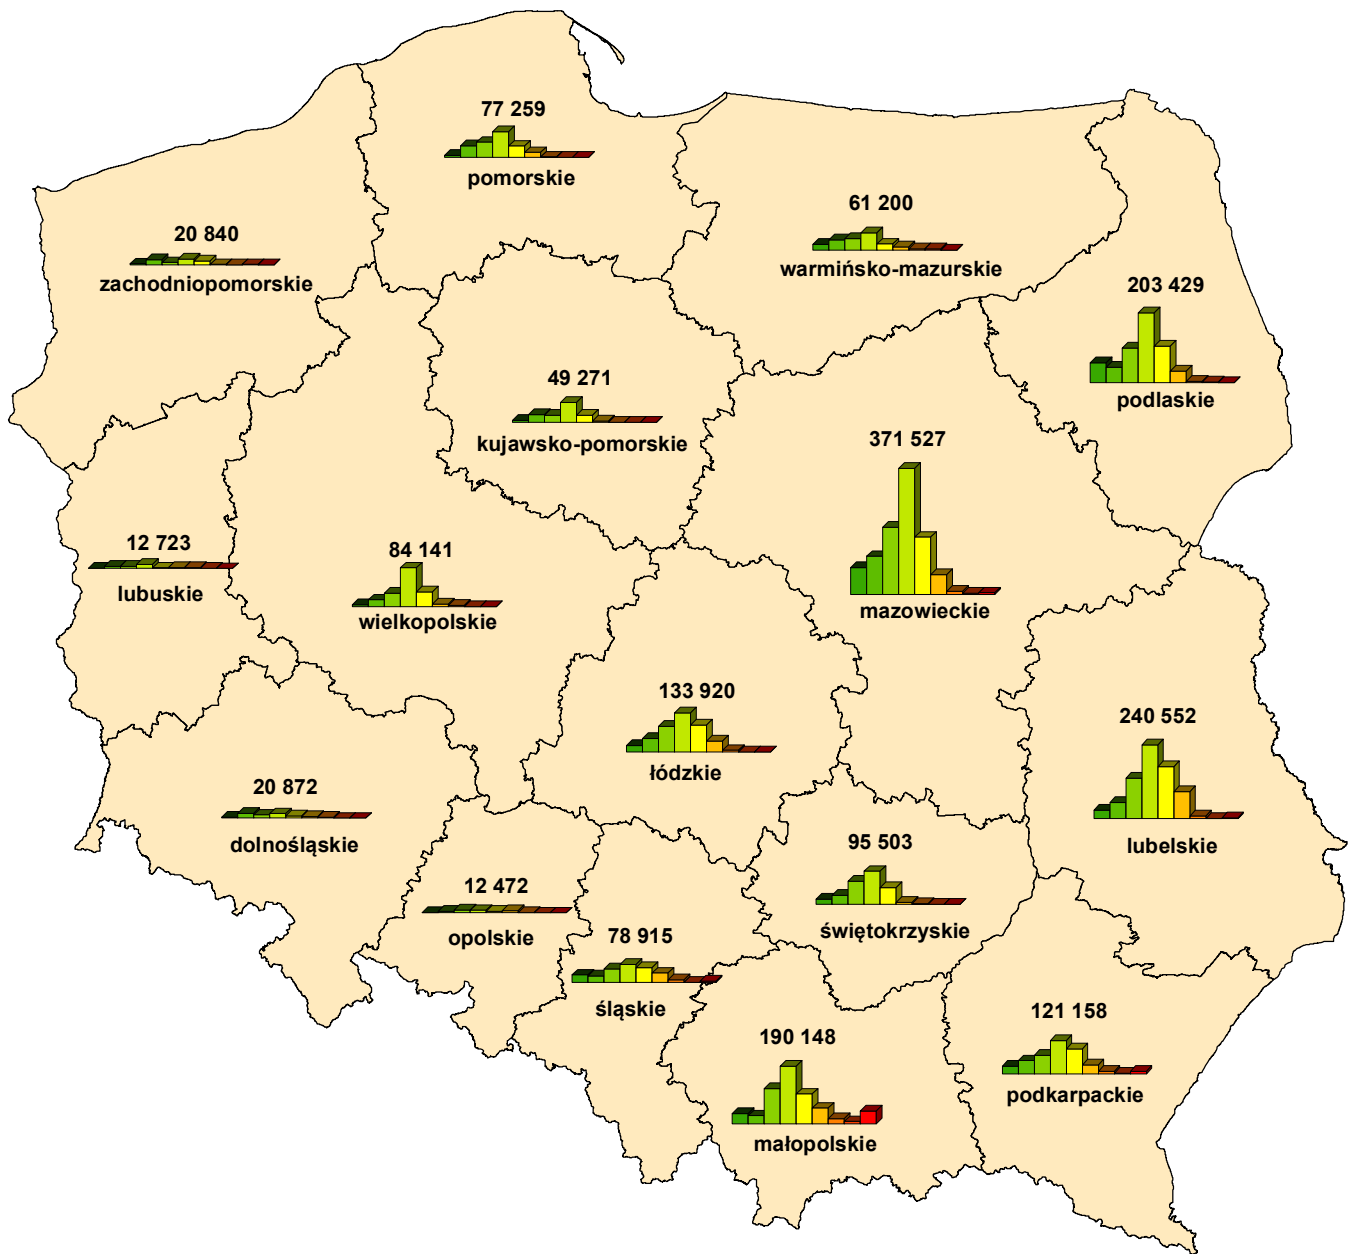 77 259
pomorskie
61 200
warmińsko-mazurskie
20 840
zachodniopomorskie
203 429
podlaskie
49 271
kujawsko-pomorskie
371 527
mazowieckie
12 723
lubuskie
84 141
wielkopolskie
133 920
łódzkie
240 552
lubelskie
20 872
dolnośląskie
95 503
świętokrzyskie
12 472
opolskie
78 915
śląskie
190 148
małopolskie
121 158
podkarpackie